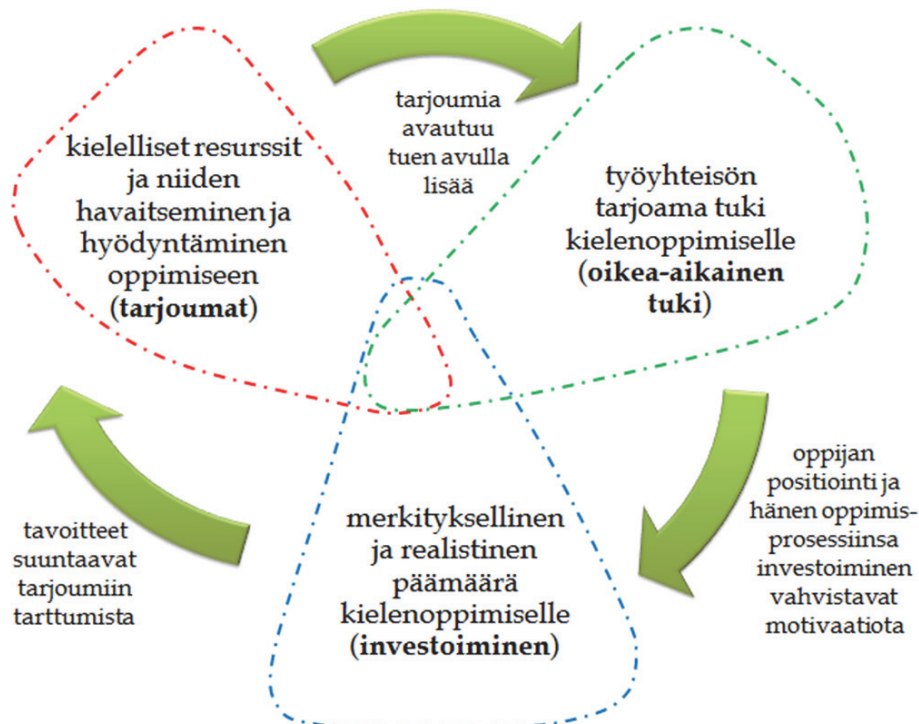 tarjoumia
avautuu
tuen avulla
lisää
kielelliset resurssit
ja niiden
havaitseminen ja
hyödyntäminen
oppimiseen
(tarjoumat)
työyhteisön
tarjoama tuki
kielenoppimiselle
(oikea-aikainen
tuki)
oppijan
positiointi ja
hänen oppimis-
prosessiinsa
investoiminen
vahvistavat
motivaatiota
merkityksellinen
ja realistinen
päämäärä
kielenoppimiselle
(investoiminen)
tavoitteet
suuntaavat
tarjoumiin
tarttumista